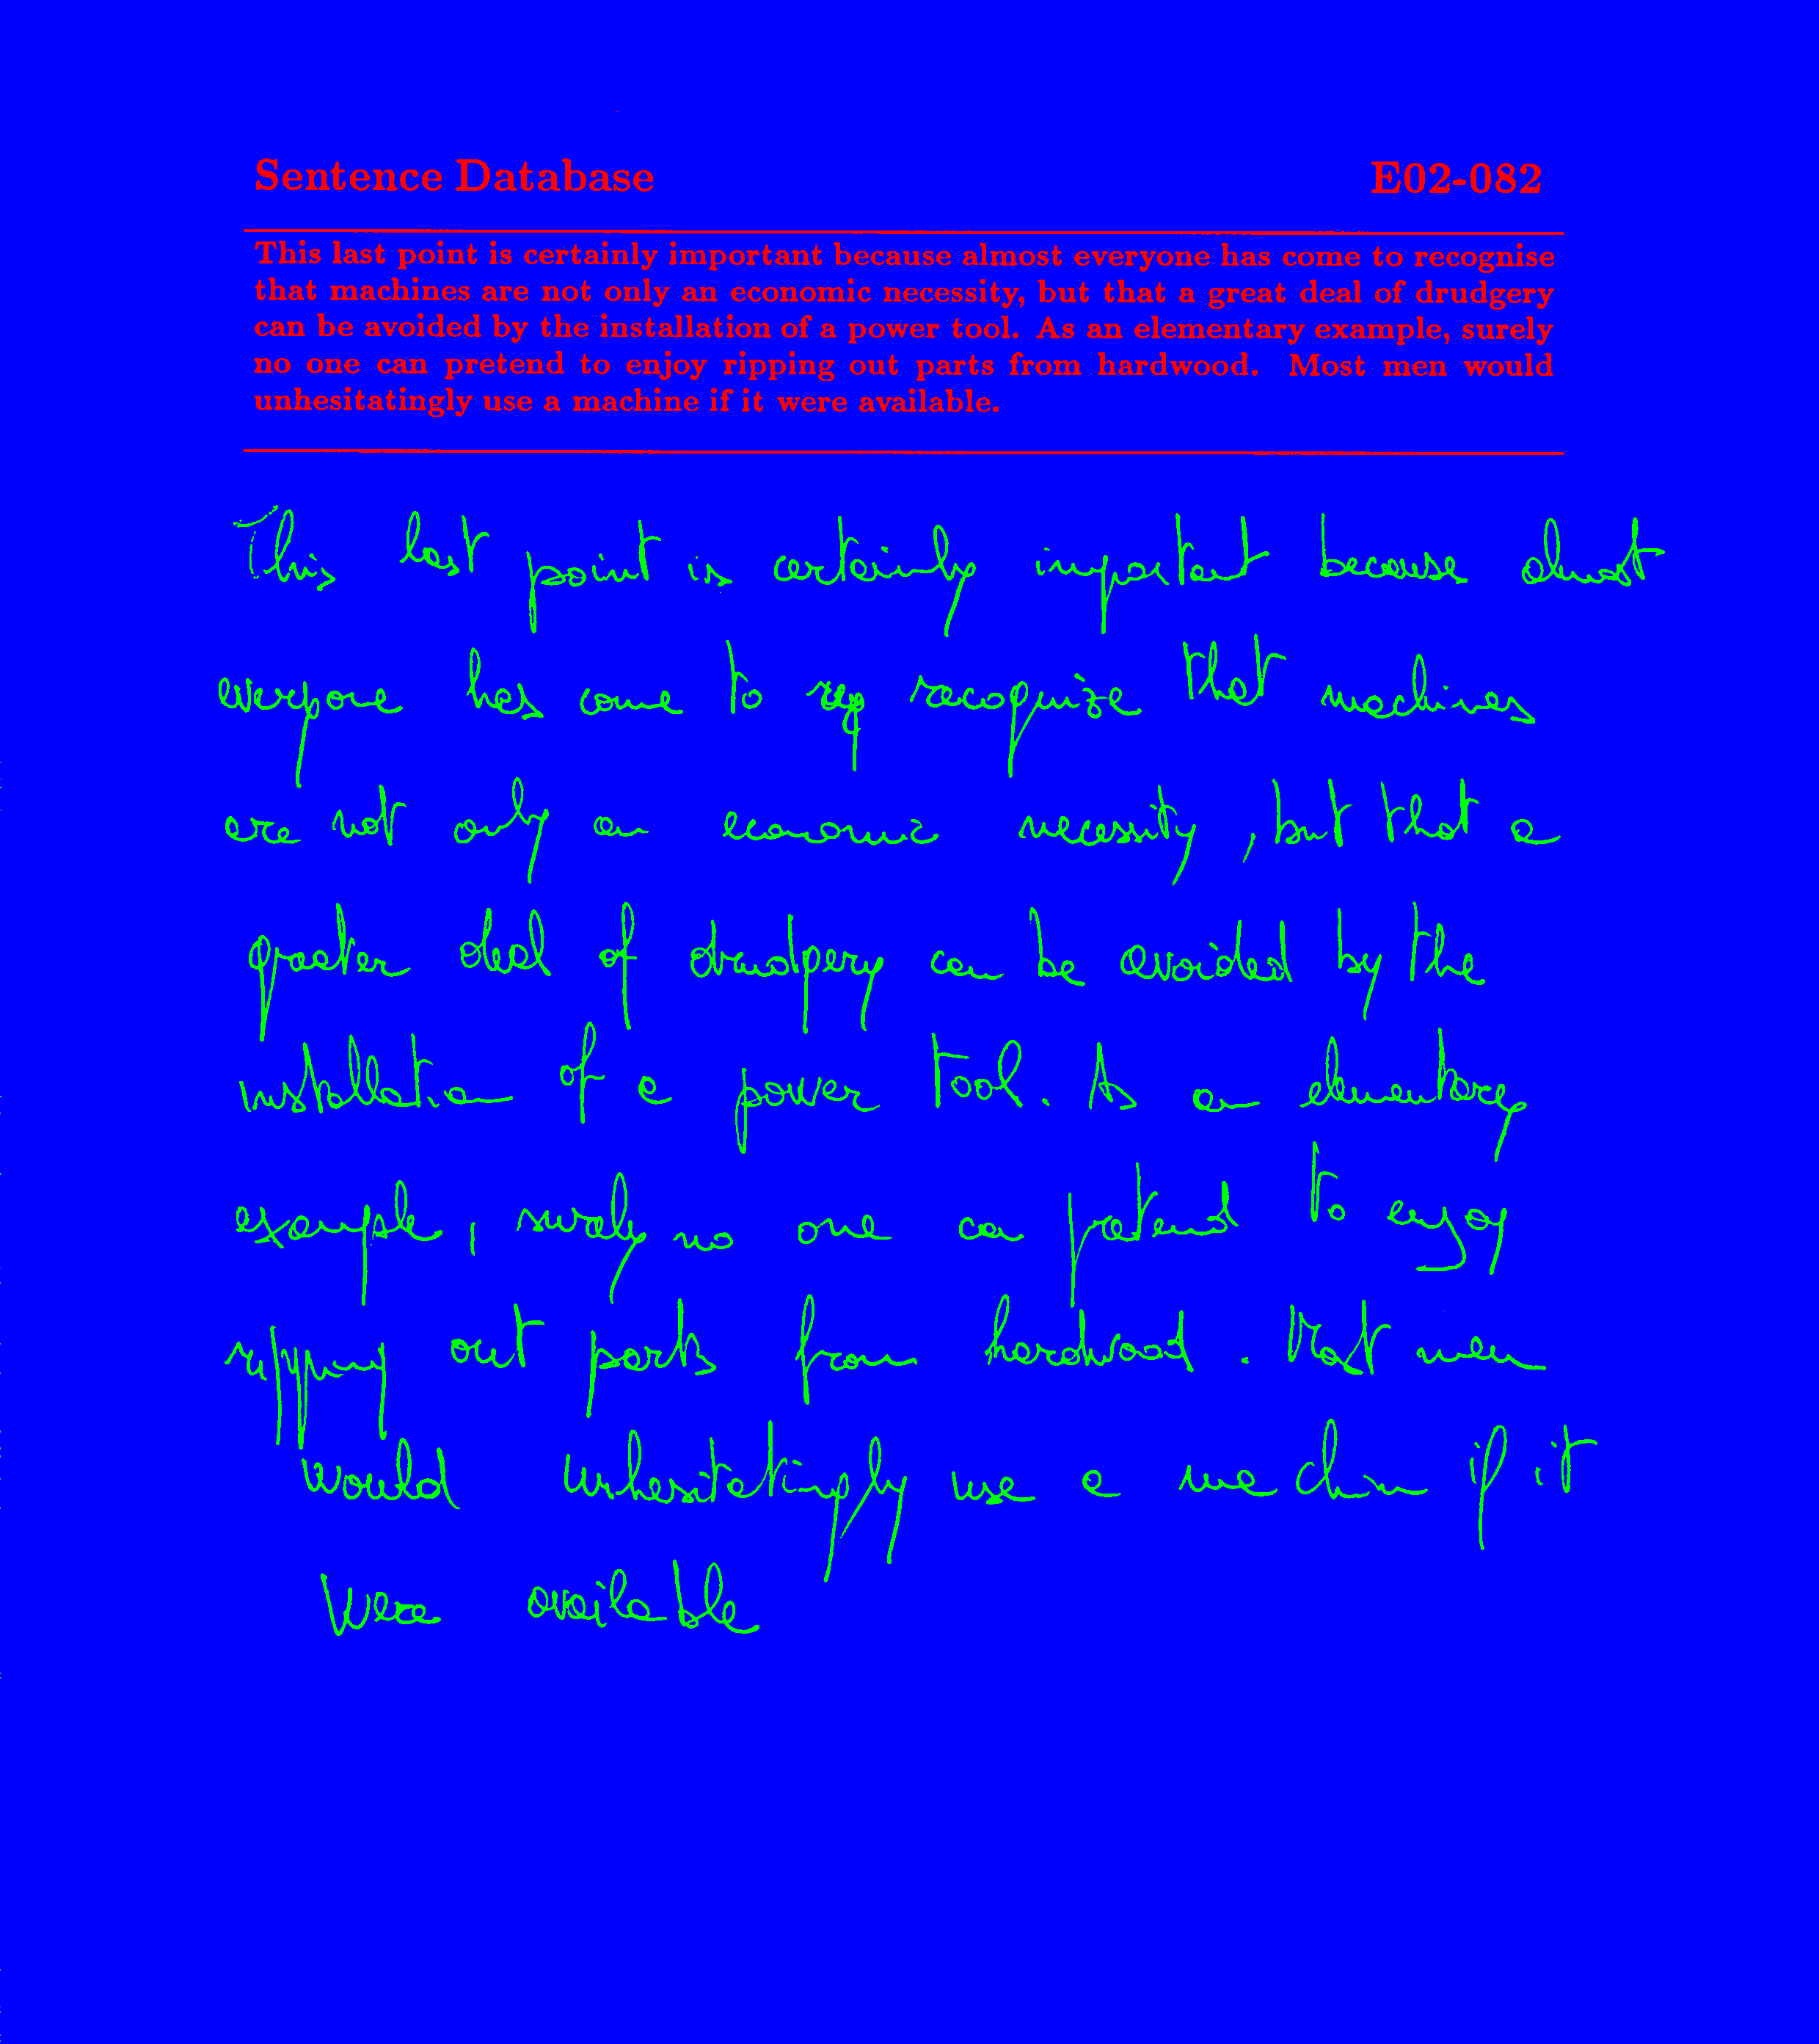 Sentence Database E02-082
This last point is certainly important because almost everyone has come to recognise
that machines are not only an economic necessity, but that a great deal of drudgery
can be avoided by the installation of a power tool. As an elementary example, surely
no one can pretend to enjoy ripping out parts from hardwood. Most men would
unhesitatingly use a machine if it were available.
This last point is certainly important because almost
everyone has come to reg recognize that machines
are not only an economic necessity, but that a
greater deal of drudgery can be avoided by the
installation of a power tool. As an elementary
example, surely no one can pretend to enjoy
ripping out parts from hardwood. Most men
would unhesitatingly use a machin if it
were available